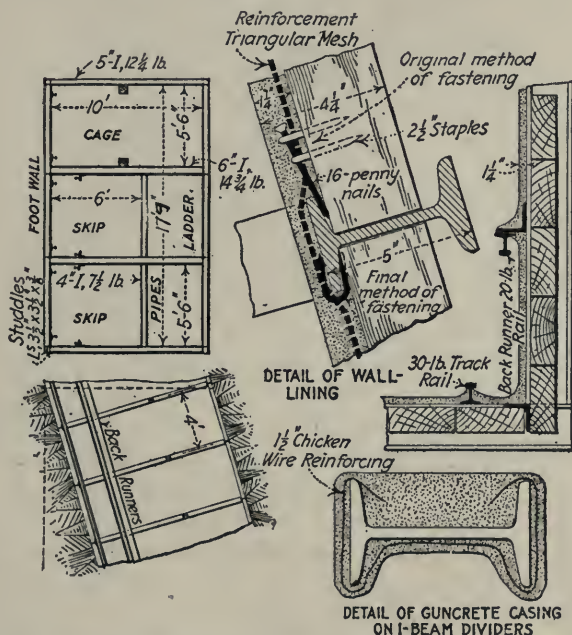 5"-I, 12¼ lb.
10'
CAGE
5'-6"
6"-I
14¾ lb.
FOOT WALL
6'
SKIP
17'9"
LADDER
4"-I, 7½ lb.
SKIP
PIPES
5'-6"
Studdles
Reinforcement
Triangular Mesh
Original method
of fastening
1¼"
4¼"
2½" Staples
16-penny
nails
5"
Final
method of
fastening
DETAIL OF WALL-
LINING
1¼"
Back Runner 20 lb.
Rail
30-lb. Track
Rail
4'
Back
Runners
1½" Chicken
Wire Reinforcing
DETAIL OF GUNCRETE CASING
ON I-BEAM DIVIDERS